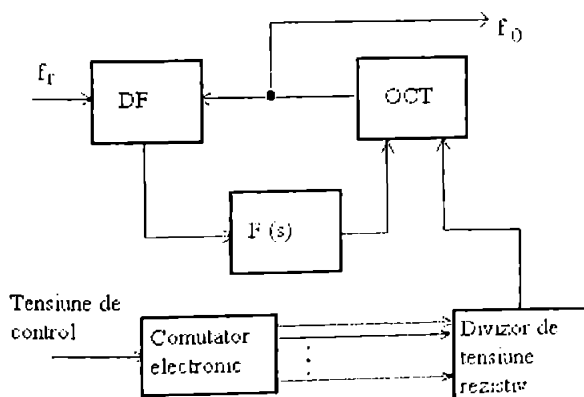 f₀
fᵣ
DF
OCT
F (s)
Tensiune de
control
Comutator
electronic
Divizor de
tensiune
rezistiv